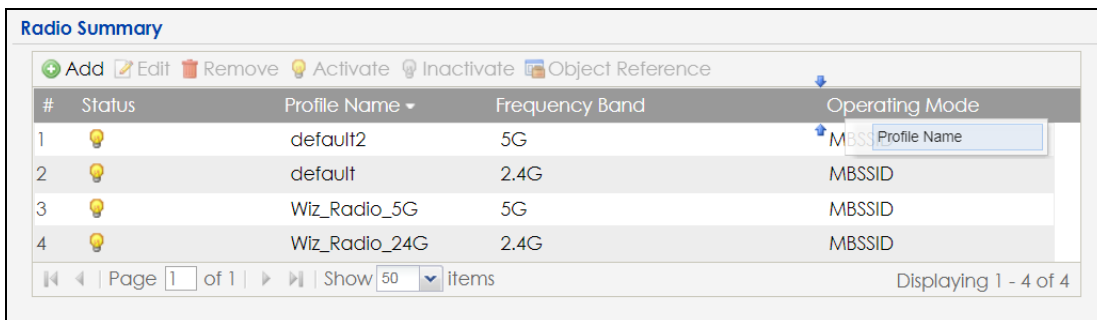 Radio Summary
Add Edit Remove Activate Inactivate Object Reference
# Status Profile Name Frequency Band Operating Mode
1 default2 5G MBSSID Profile Name
2 default 2.4G MBSSID
3 Wiz_Radio_5G 5G MBSSID
4 Wiz_Radio_24G 2.4G MBSSID
Page 1 of 1 Show 50 items Displaying 1 - 4 of 4